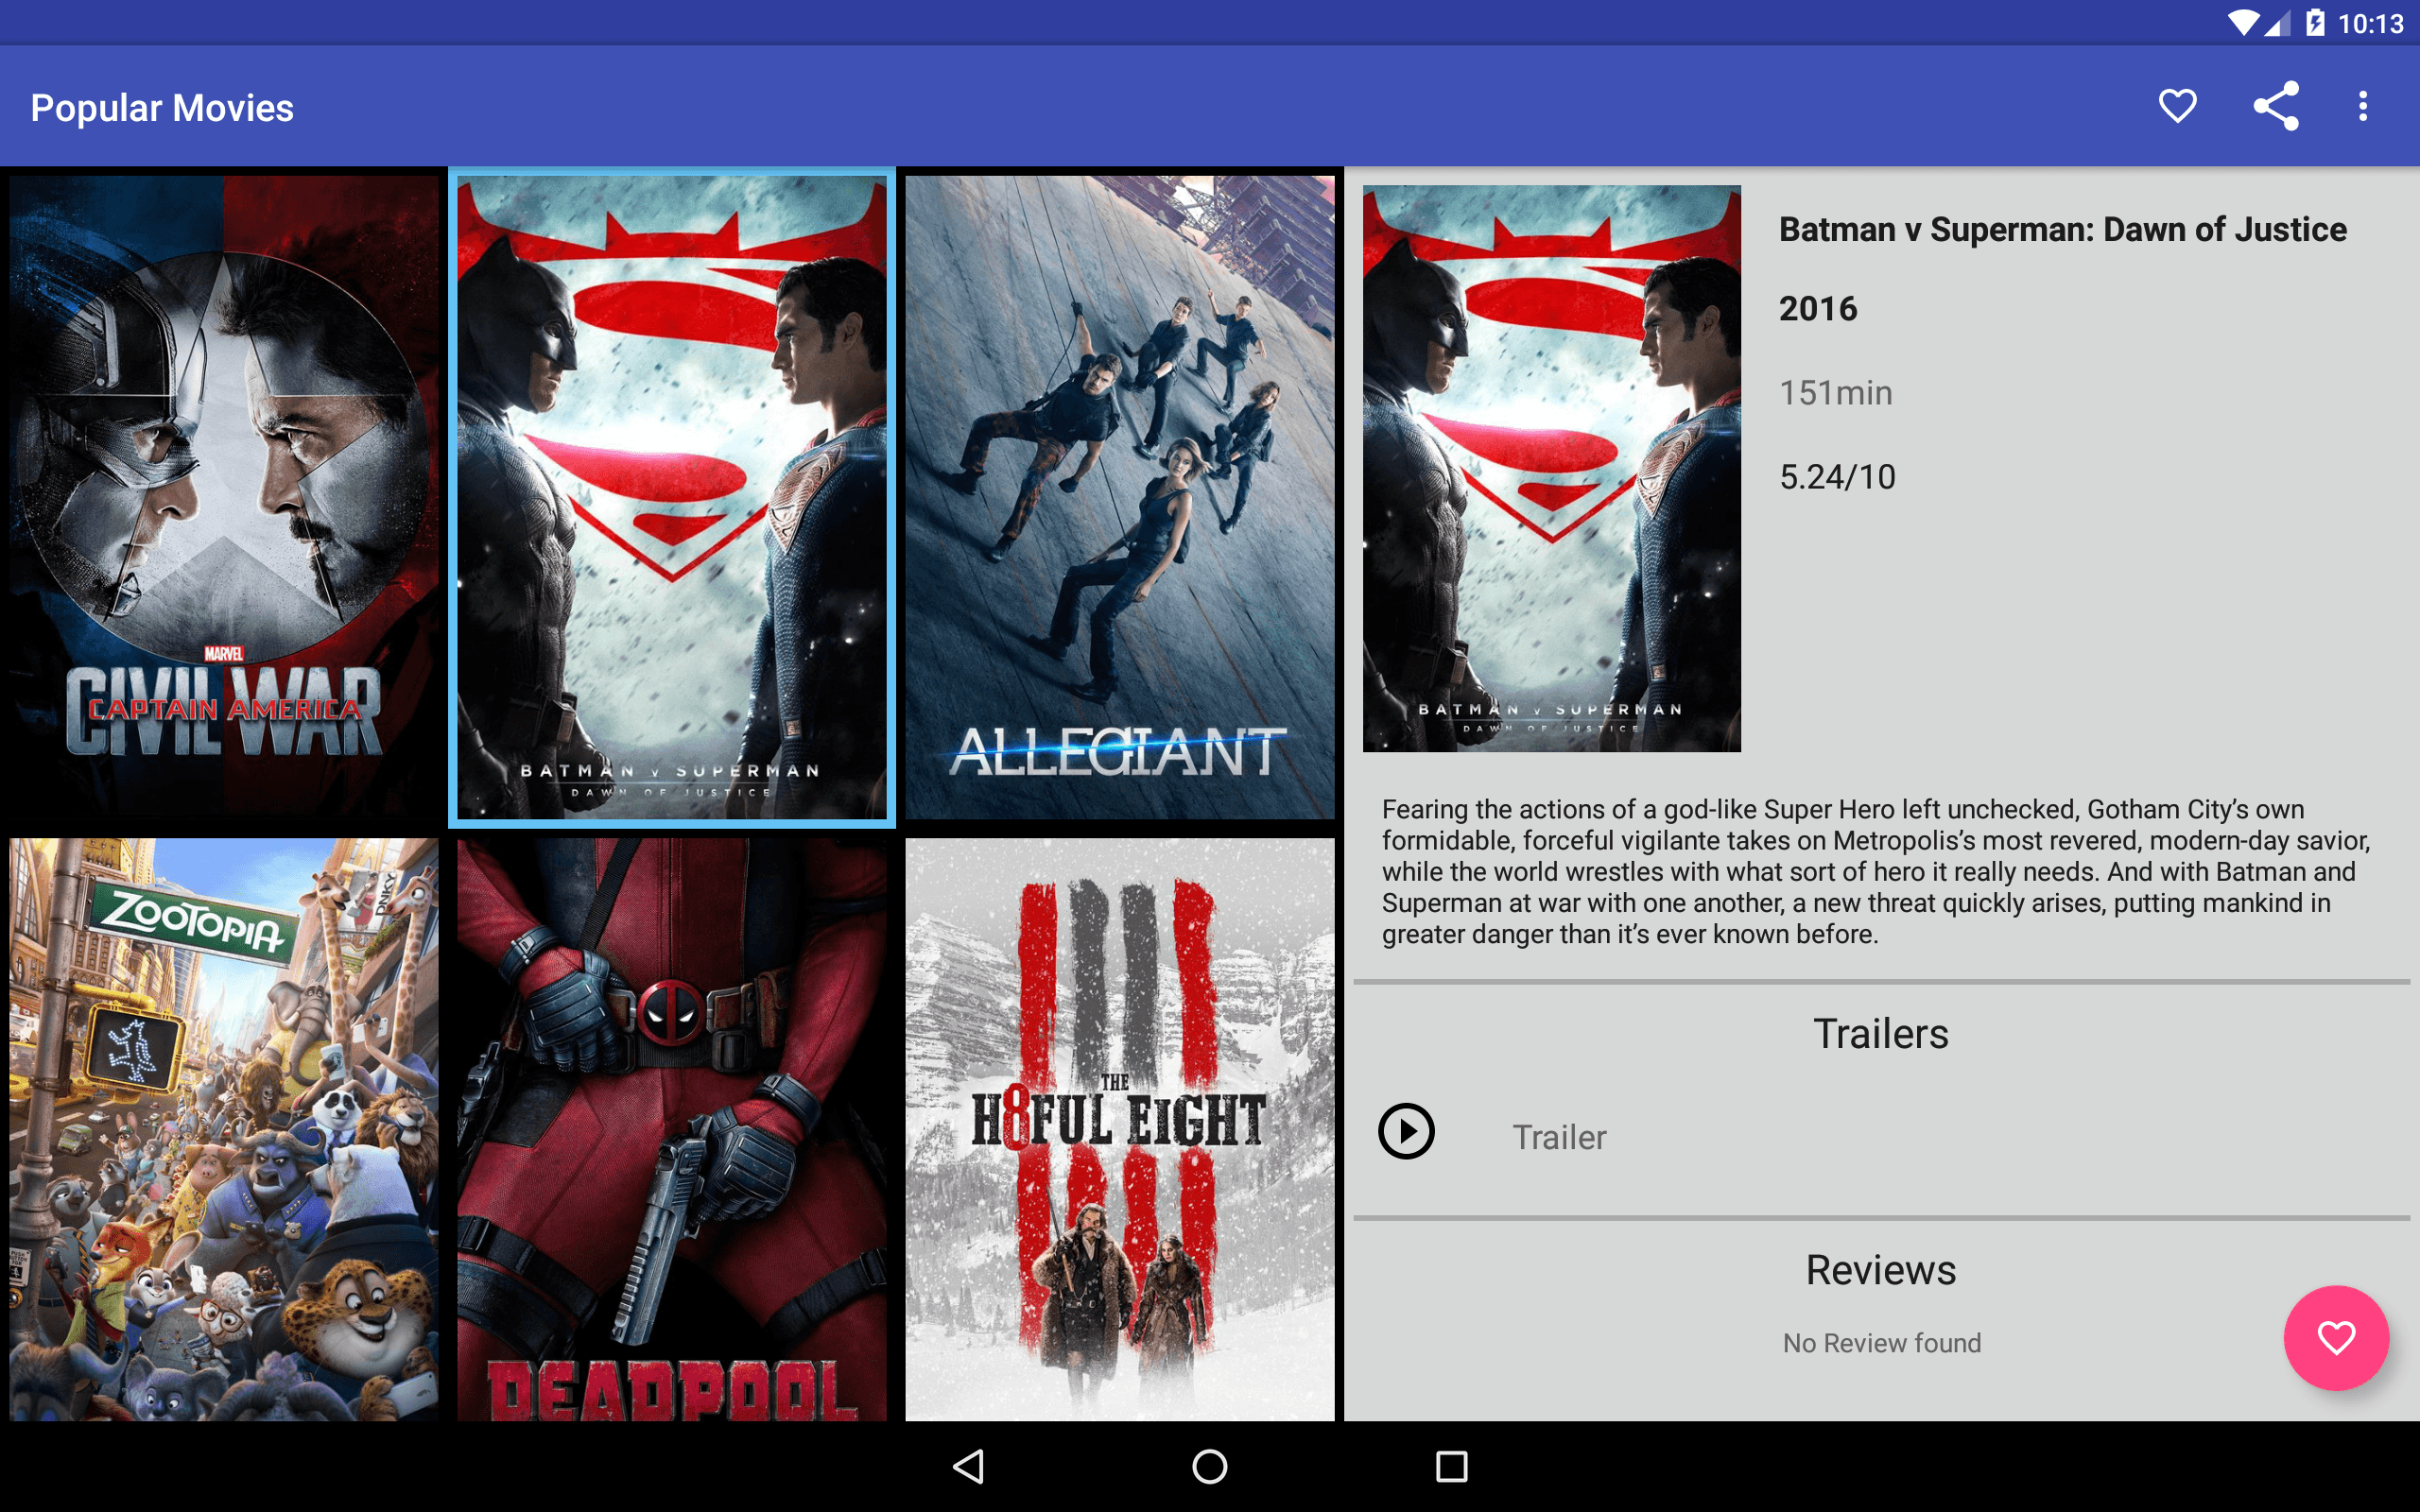 10:13
Popular Movies
MARVEL
CIVIL WAR
CAPTAIN AMERICA
BATMAN v SUPERMAN
DAWN OF JUSTICE
ALLEGIANT
ZOOTOPIA
DNKY
DEADPOOL
THE
H8FUL EIGHT
BATMAN v SUPERMAN
DAWN OF JUSTICE
Batman v Superman: Dawn of Justice
2016
151min
5.24/10
Fearing the actions of a god-like Super Hero left unchecked, Gotham City’s own
formidable, forceful vigilante takes on Metropolis’s most revered, modern-day savior,
while the world wrestles with what sort of hero it really needs. And with Batman and
Superman at war with one another, a new threat quickly arises, putting mankind in
greater danger than it’s ever known before.
Trailers
Trailer
Reviews
No Review found